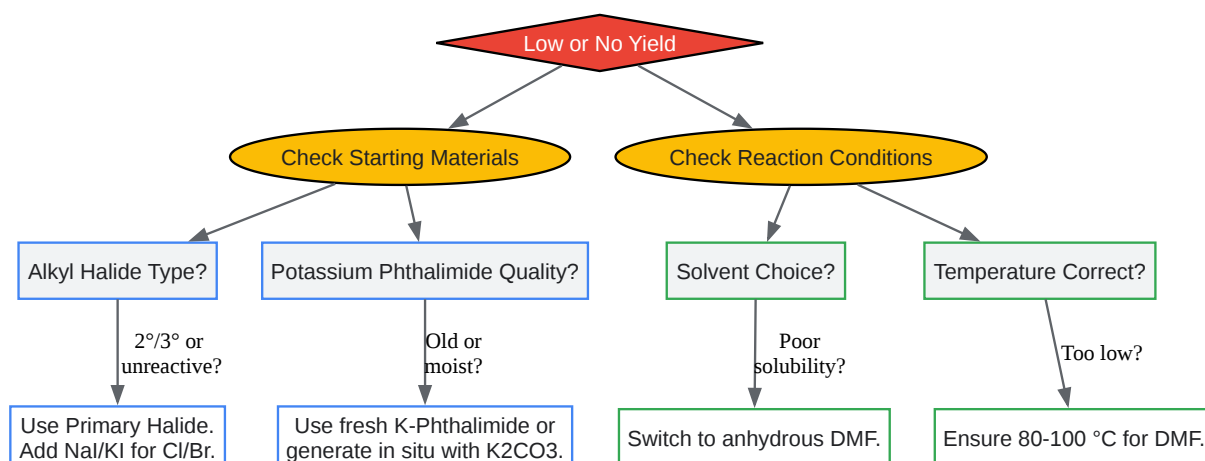 Low or No Yield
Check Starting Materials
Check Reaction Conditions
Alkyl Halide Type?
Potassium Phthalimide Quality?
Solvent Choice?
Temperature Correct?
2°/3° or
unreactive?
Old or
moist?
Poor
solubility?
Too low?
Use Primary Halide.
Add NaI/KI for Cl/Br.
Use fresh K-Phthalimide or
generate in situ with K2CO3.
Switch to anhydrous DMF.
Ensure 80-100 °C for DMF.